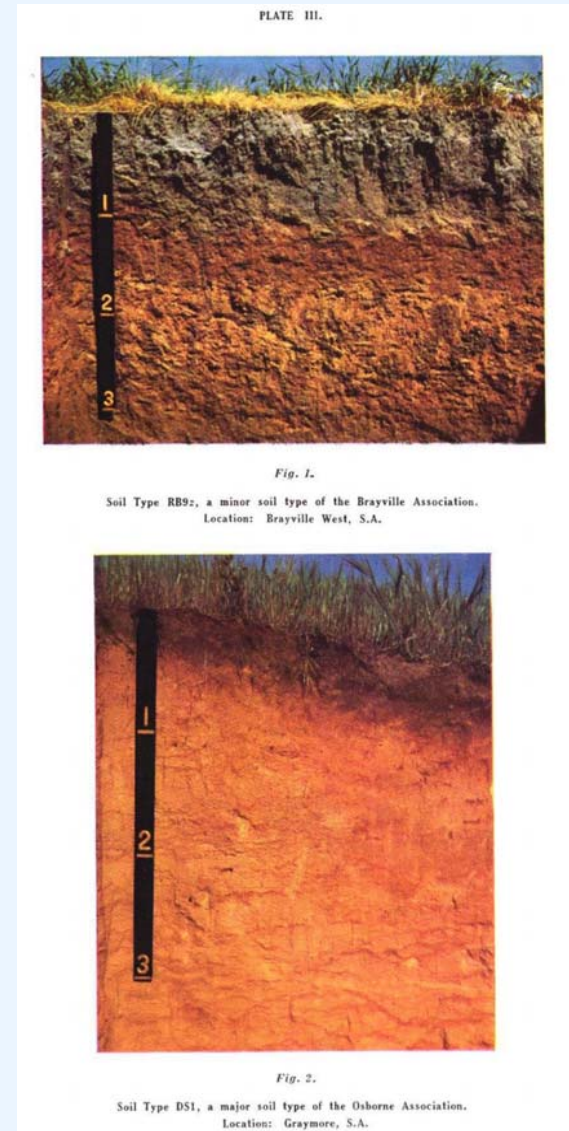 PLATE III.
1
2
3
Fig. 1.
Soil Type RB9z, a minor soil type of the Brayville Association.
Location: Brayville West, S.A.
1
2
3
Fig. 2.
Soil Type DS1, a major soil type of the Osborne Association.
Location: Graymore, S.A.